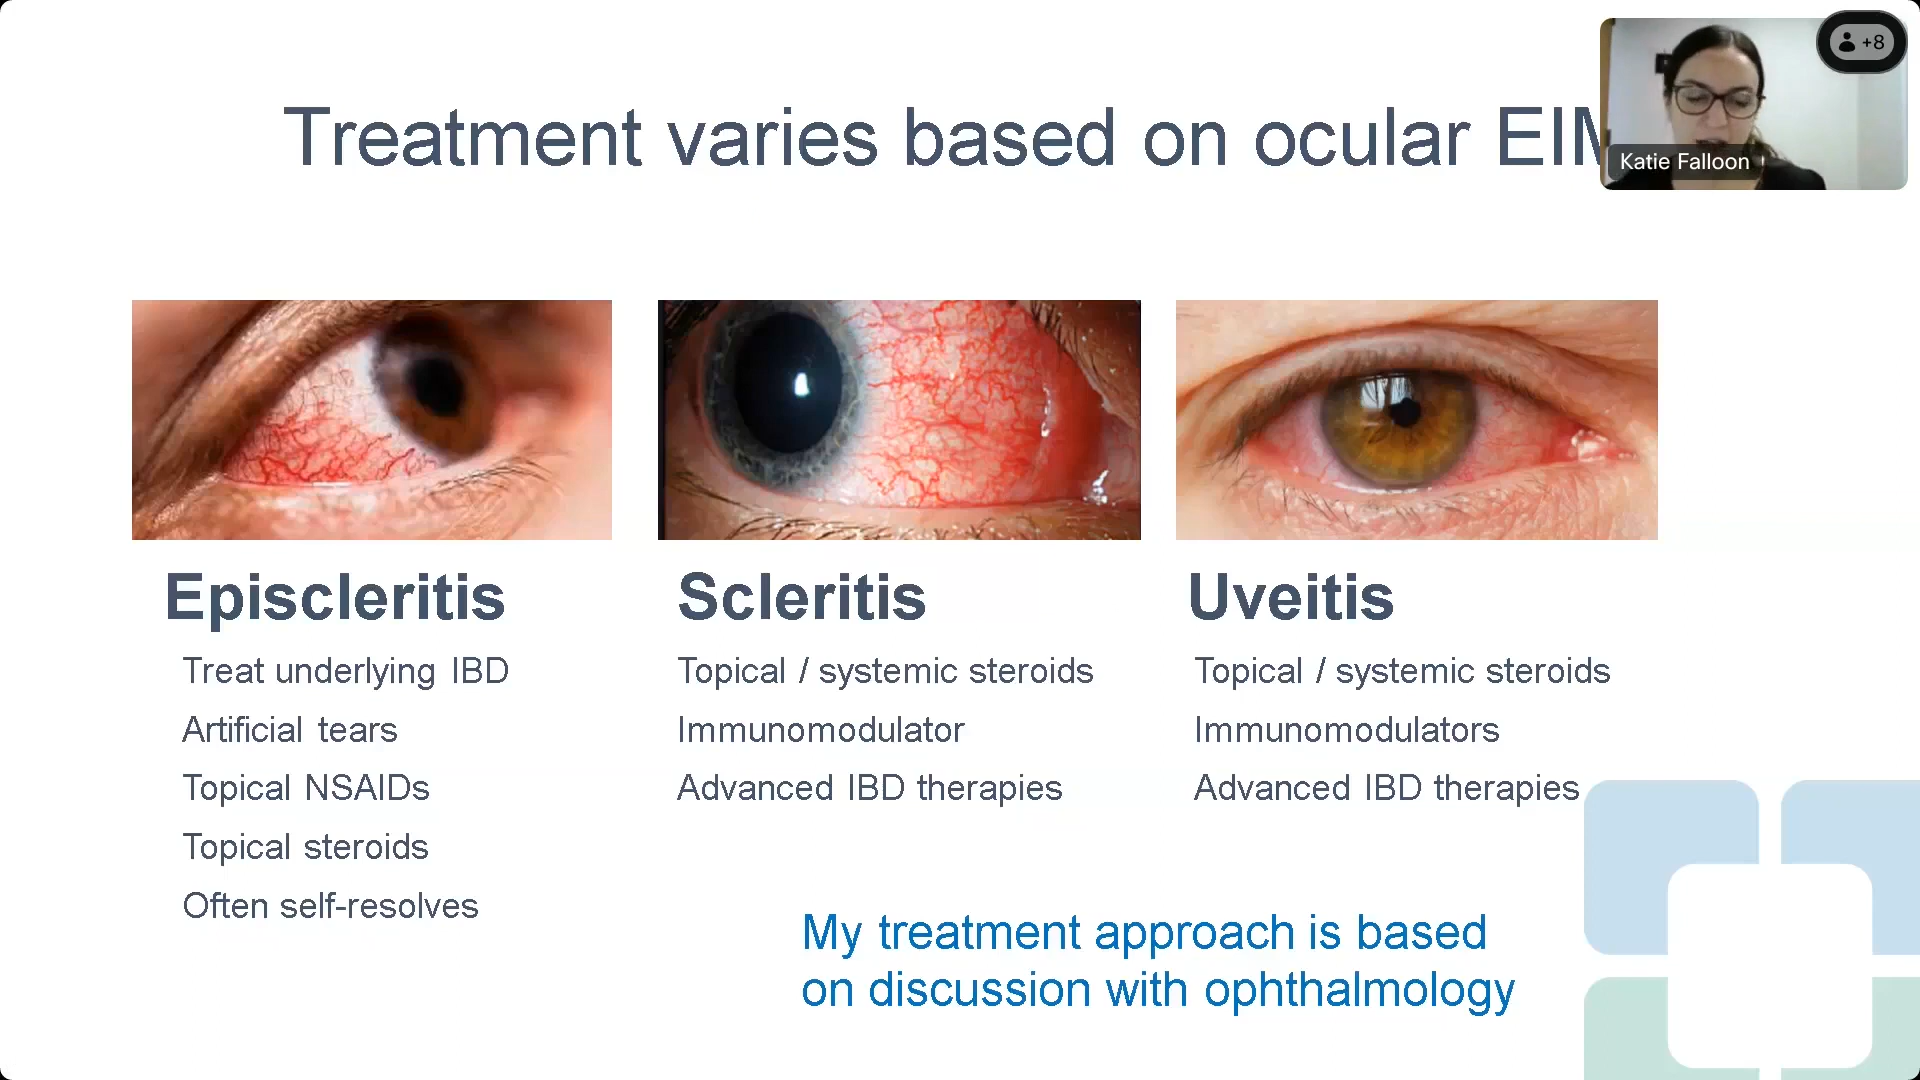 Treatment varies based on ocular EIM
+8
Katie Falloon
Episcleritis
Treat underlying IBD
Artificial tears
Topical NSAIDs
Topical steroids
Often self-resolves
Scleritis
Topical / systemic steroids
Immunomodulator
Advanced IBD therapies
Uveitis
Topical / systemic steroids
Immunomodulators
Advanced IBD therapies
My treatment approach is based
on discussion with ophthalmology